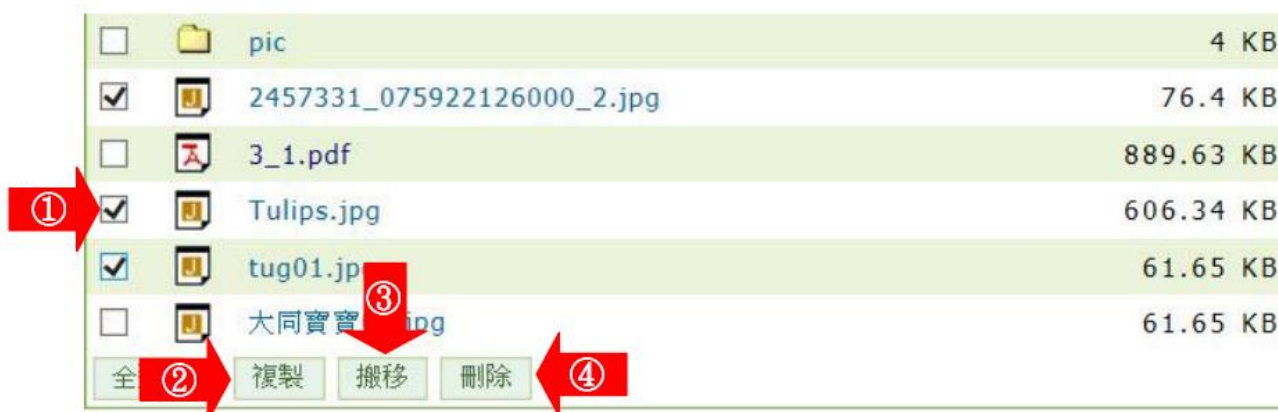 pic 4 KB
2457331_075922126000_2.jpg 76.4 KB
3_1.pdf 889.63 KB
① Tulips.jpg 606.34 KB
tug01.jp 61.65 KB
③
大同寶寶 jpg 61.65 KB
全 ② 複製 搬移 刪除 ④